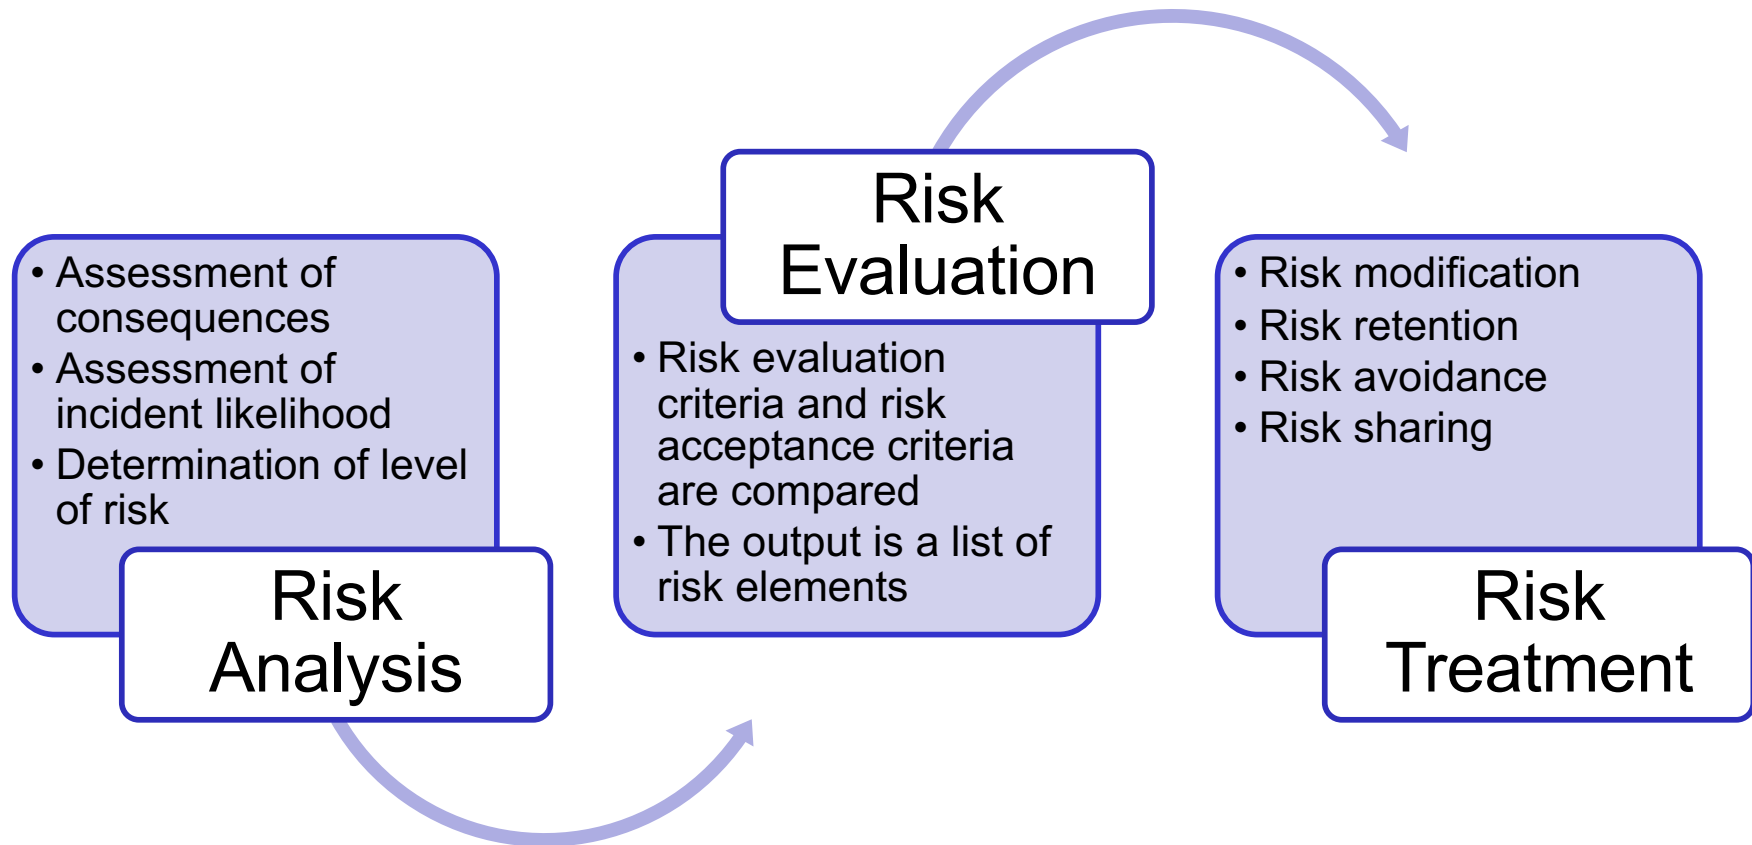 • Assessment of
consequences
• Assessment of
incident likelihood
• Determination of level
of risk
Risk
Analysis
Risk
Evaluation
• Risk evaluation
criteria and risk
acceptance criteria
are compared
• The output is a list of
risk elements
• Risk modification
• Risk retention
• Risk avoidance
• Risk sharing
Risk
Treatment